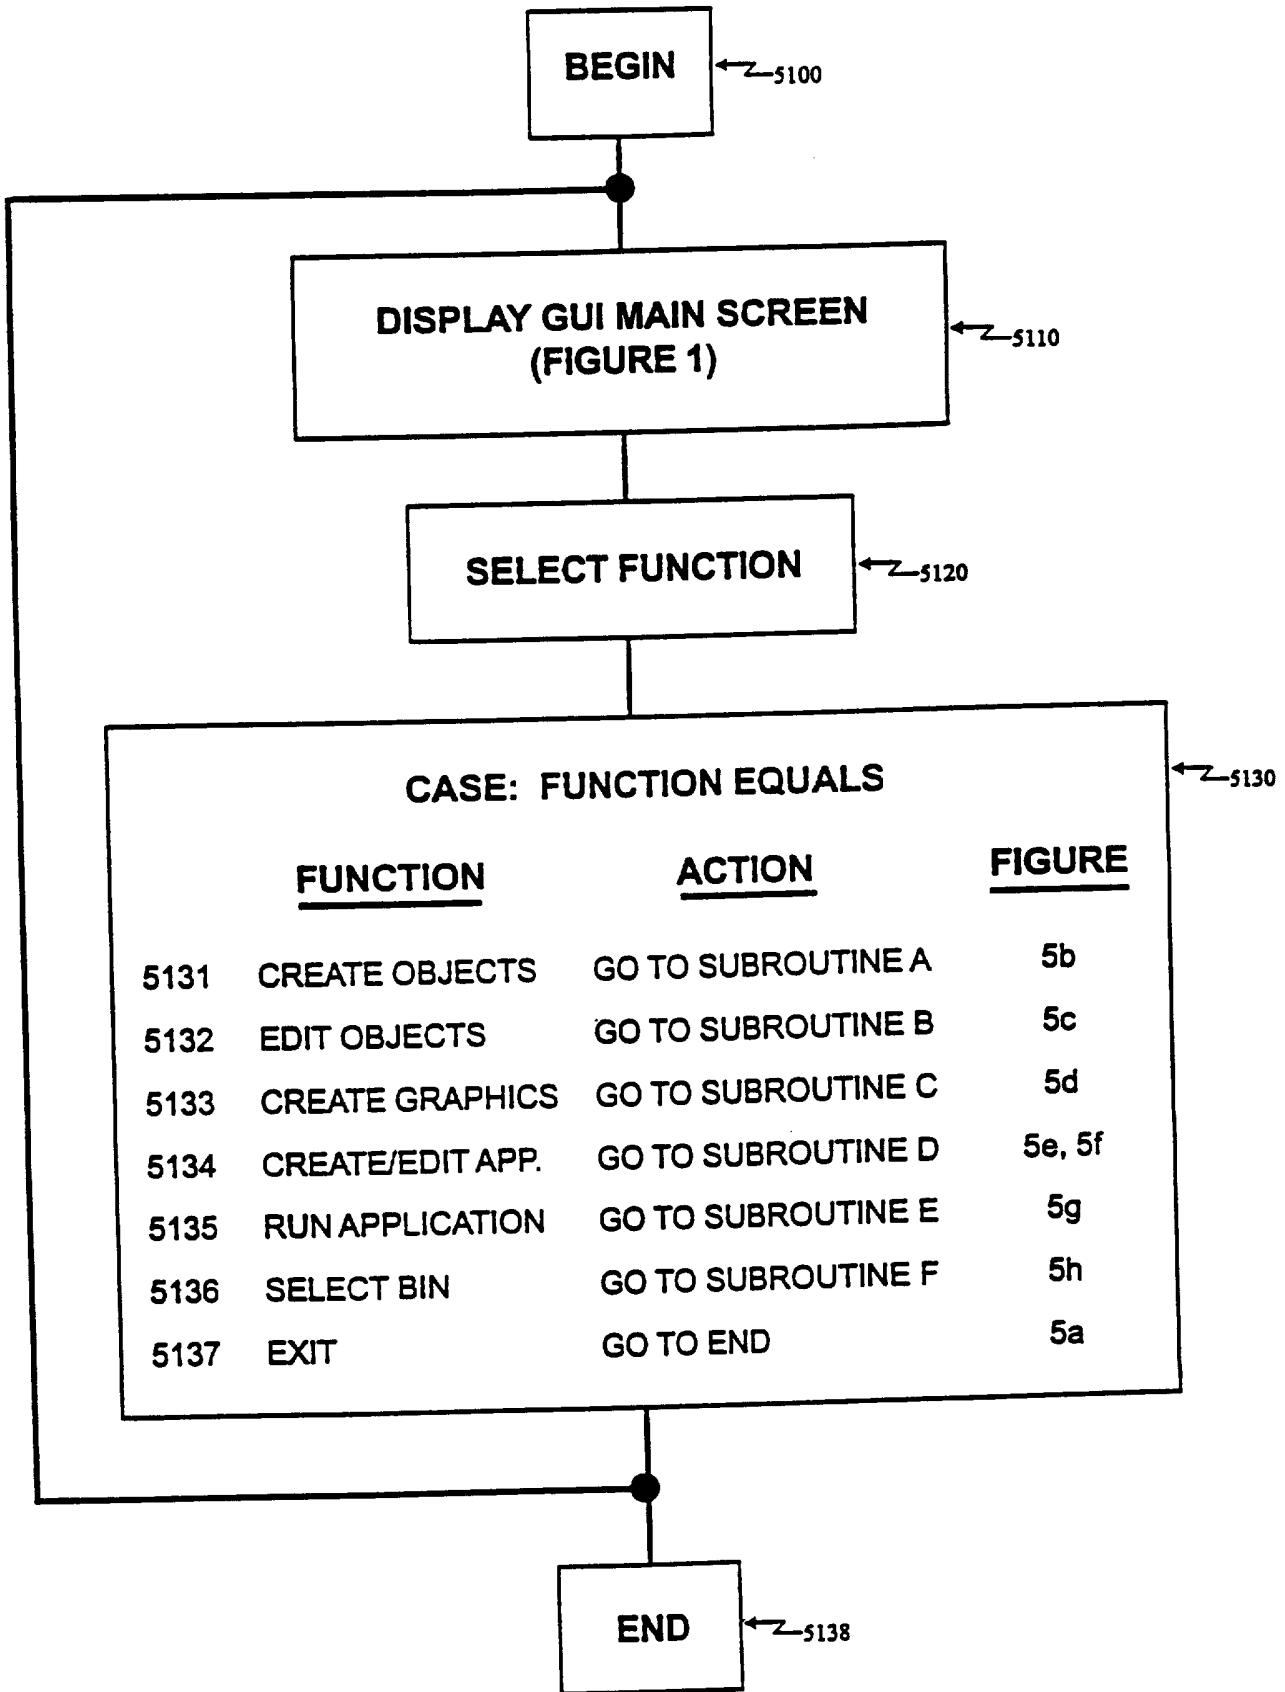 BEGIN
5100
DISPLAY GUI MAIN SCREEN
(FIGURE 1)
5110
SELECT FUNCTION
5120
CASE: FUNCTION EQUALS
5130
FUNCTION ACTION FIGURE
5131 CREATE OBJECTS GO TO SUBROUTINE A 5b
5132 EDIT OBJECTS GO TO SUBROUTINE B 5c
5133 CREATE GRAPHICS GO TO SUBROUTINE C 5d
5134 CREATE/EDIT APP. GO TO SUBROUTINE D 5e, 5f
5135 RUN APPLICATION GO TO SUBROUTINE E 5g
5136 SELECT BIN GO TO SUBROUTINE F 5h
5137 EXIT GO TO END 5a
END
5138